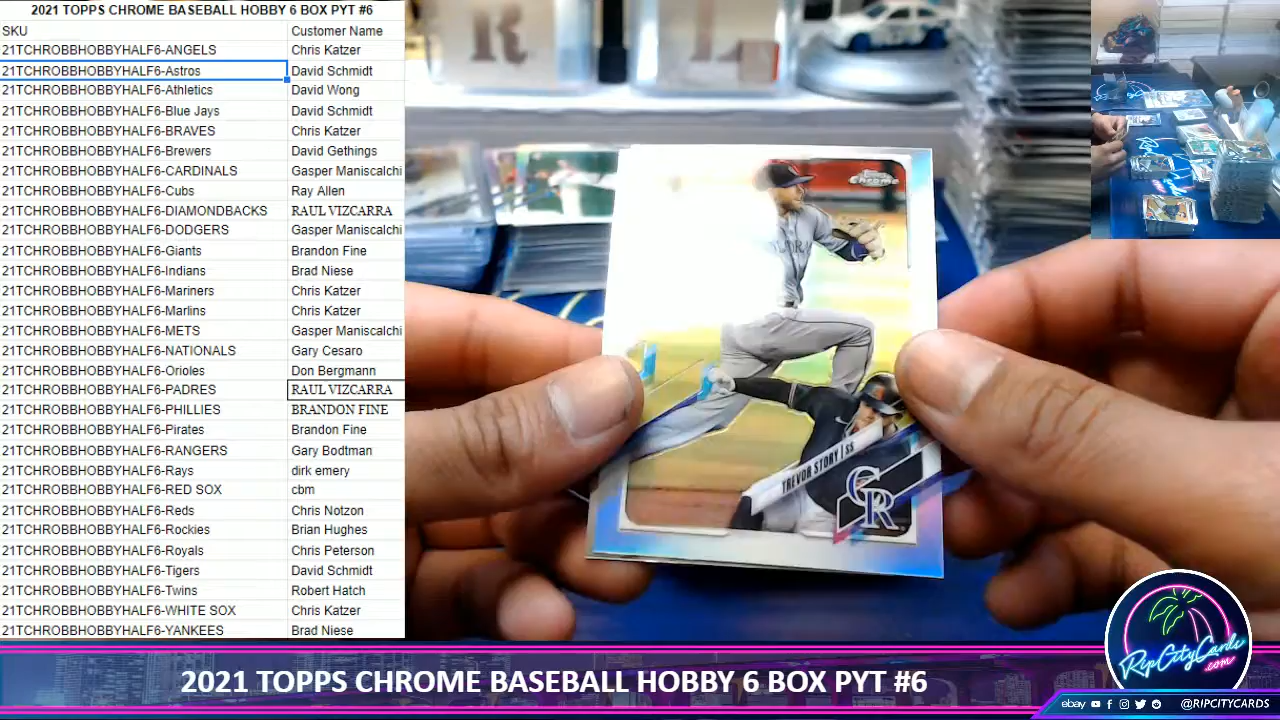 2021 TOPPS CHROME BASEBALL HOBBY 6 BOX PYT #6
SKU Customer Name
21TCHROBBHOBBYHALF6-ANGELS Chris Katzer
21TCHROBBHOBBYHALF6-Astros David Schmidt
21TCHROBBHOBBYHALF6-Athletics David Wong
21TCHROBBHOBBYHALF6-Blue Jays David Schmidt
21TCHROBBHOBBYHALF6-BRAVES Chris Katzer
21TCHROBBHOBBYHALF6-Brewers David Gethings
21TCHROBBHOBBYHALF6-CARDINALS Gasper Maniscalchi
21TCHROBBHOBBYHALF6-Cubs Ray Allen
21TCHROBBHOBBYHALF6-DIAMONDBACKS RAUL VIZCARRA
21TCHROBBHOBBYHALF6-DODGERS Gasper Maniscalchi
21TCHROBBHOBBYHALF6-Giants Brandon Fine
21TCHROBBHOBBYHALF6-Indians Brad Niese
21TCHROBBHOBBYHALF6-Mariners Chris Katzer
21TCHROBBHOBBYHALF6-Marlins Chris Katzer
21TCHROBBHOBBYHALF6-METS Gasper Maniscalchi
21TCHROBBHOBBYHALF6-NATIONALS Gary Cesaro
21TCHROBBHOBBYHALF6-Orioles Don Bergmann
21TCHROBBHOBBYHALF6-PADRES RAUL VIZCARRA
21TCHROBBHOBBYHALF6-PHILLIES BRANDON FINE
21TCHROBBHOBBYHALF6-Pirates Brandon Fine
21TCHROBBHOBBYHALF6-RANGERS Gary Bodtman
21TCHROBBHOBBYHALF6-Rays dirk emery
21TCHROBBHOBBYHALF6-RED SOX cbm
21TCHROBBHOBBYHALF6-Reds Chris Notzon
21TCHROBBHOBBYHALF6-Rockies Brian Hughes
21TCHROBBHOBBYHALF6-Royals Chris Peterson
21TCHROBBHOBBYHALF6-Tigers David Schmidt
21TCHROBBHOBBYHALF6-Twins Robert Hatch
21TCHROBBHOBBYHALF6-WHITE SOX Chris Katzer
21TCHROBBHOBBYHALF6-YANKEES Brad Niese
Topps
Chrome
TREVOR STORY | SS
CR
2021 TOPPS CHROME BASEBALL HOBBY 6 BOX PYT #6
RipCityCards
.com
ebay @RIPCITYCARDS